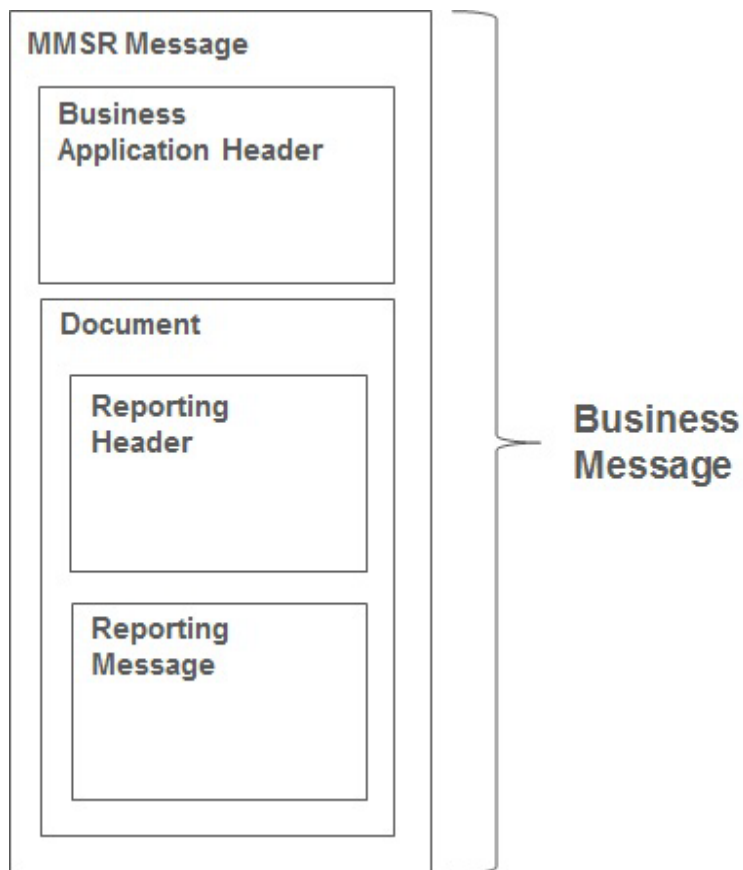 MMSR Message
Business
Application Header
Document
Reporting
Header
Reporting
Message
Business
Message